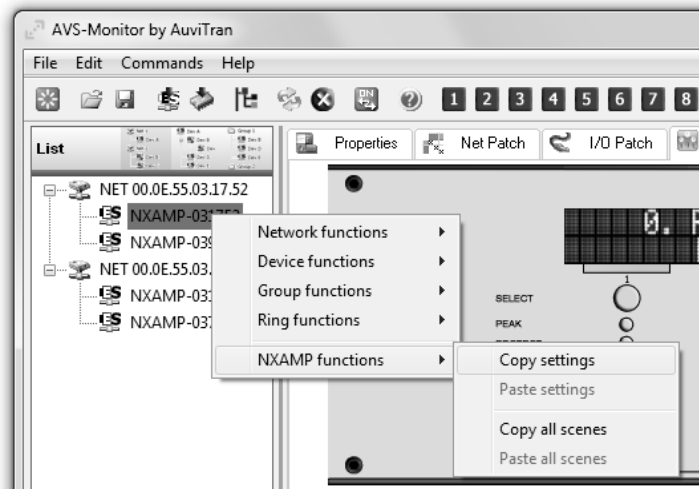 AVS-Monitor by AuviTran
File Edit Commands Help
1 2 3 4 5 6 7 8
List
Properties Net Patch I/O Patch
NET 00.0E.55.03.17.52
NXAMP-031752
NXAMP-039
NET 00.0E.55.03.
NXAMP-03
NXAMP-03
Network functions
Device functions
Group functions
Ring functions
NXAMP functions
Copy settings
Paste settings
Copy all scenes
Paste all scenes
0.
1
SELECT
PEAK